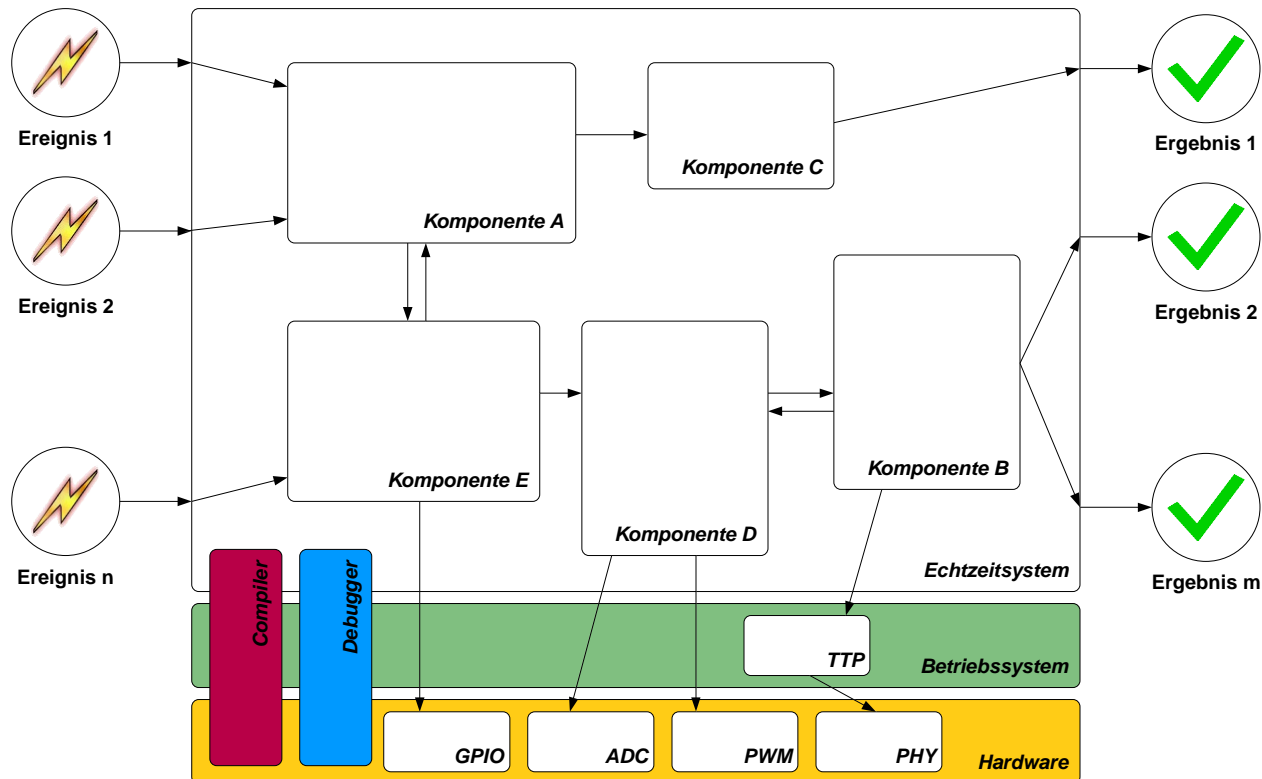 Ereignis 1
Komponente A
Komponente C
Ergebnis 1
Ereignis 2
Ergebnis 2
Komponente E
Komponente D
Komponente B
Ereignis n
Ergebnis m
Echtzeitsystem
Compiler
Debugger
TTP
Betriebssystem
GPIO
ADC
PWM
PHY
Hardware